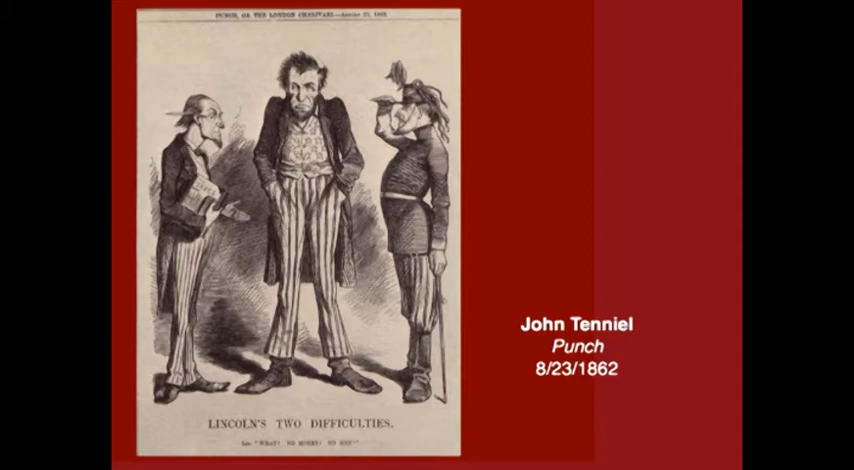 PUNCH, OR THE LONDON CHARIVARI.—AUGUST 23, 1862.
TAXES
LINCOLN'S TWO DIFFICULTIES.
LIN. "WHAT? NO MONEY! NO MEN!"
John Tenniel
Punch
8/23/1862